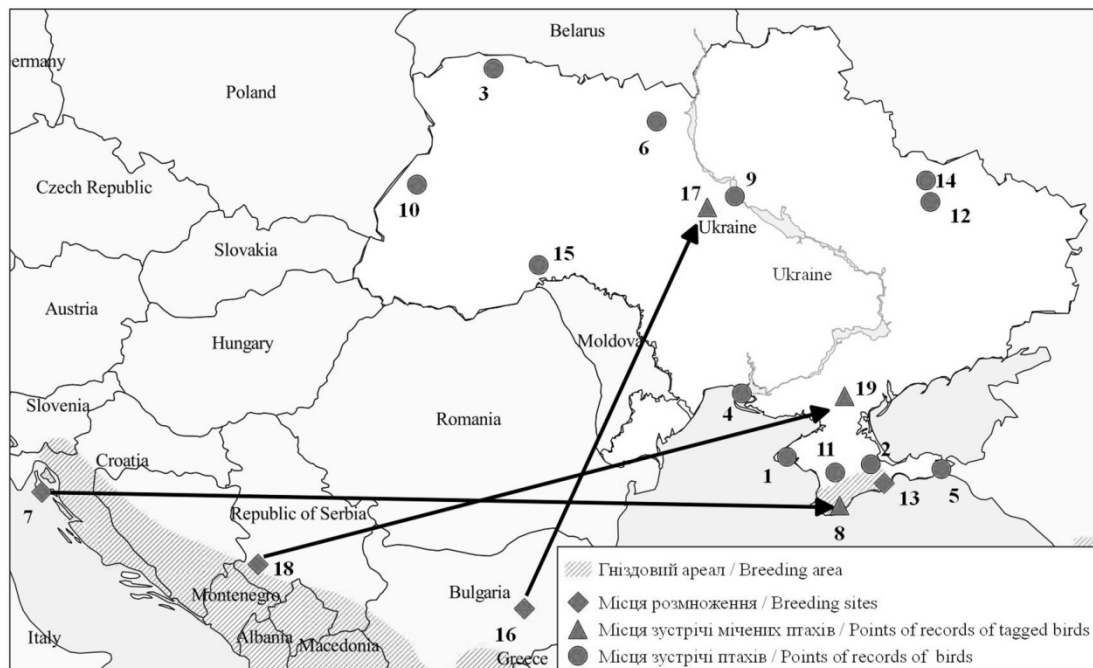 Belarus
ermany
Poland
3
6
Czech Republic
10
17
9
14
12
Ukraine
Slovakia
15
Ukraine
Austria
Moldova
Hungary
19
Slovenia
Romania
4
Croatia
11
2
1
7
Republic of Serbia
13
5
8
18
Bulgaria
Montenegro
16
Italy
Albania
Macedonia
Greece
Гніздовий ареал / Breeding area
Місця розмноження / Breeding sites
Місця зустрічі мічених птахів / Points of records of tagged birds
Місця зустрічі птахів / Points of records of birds